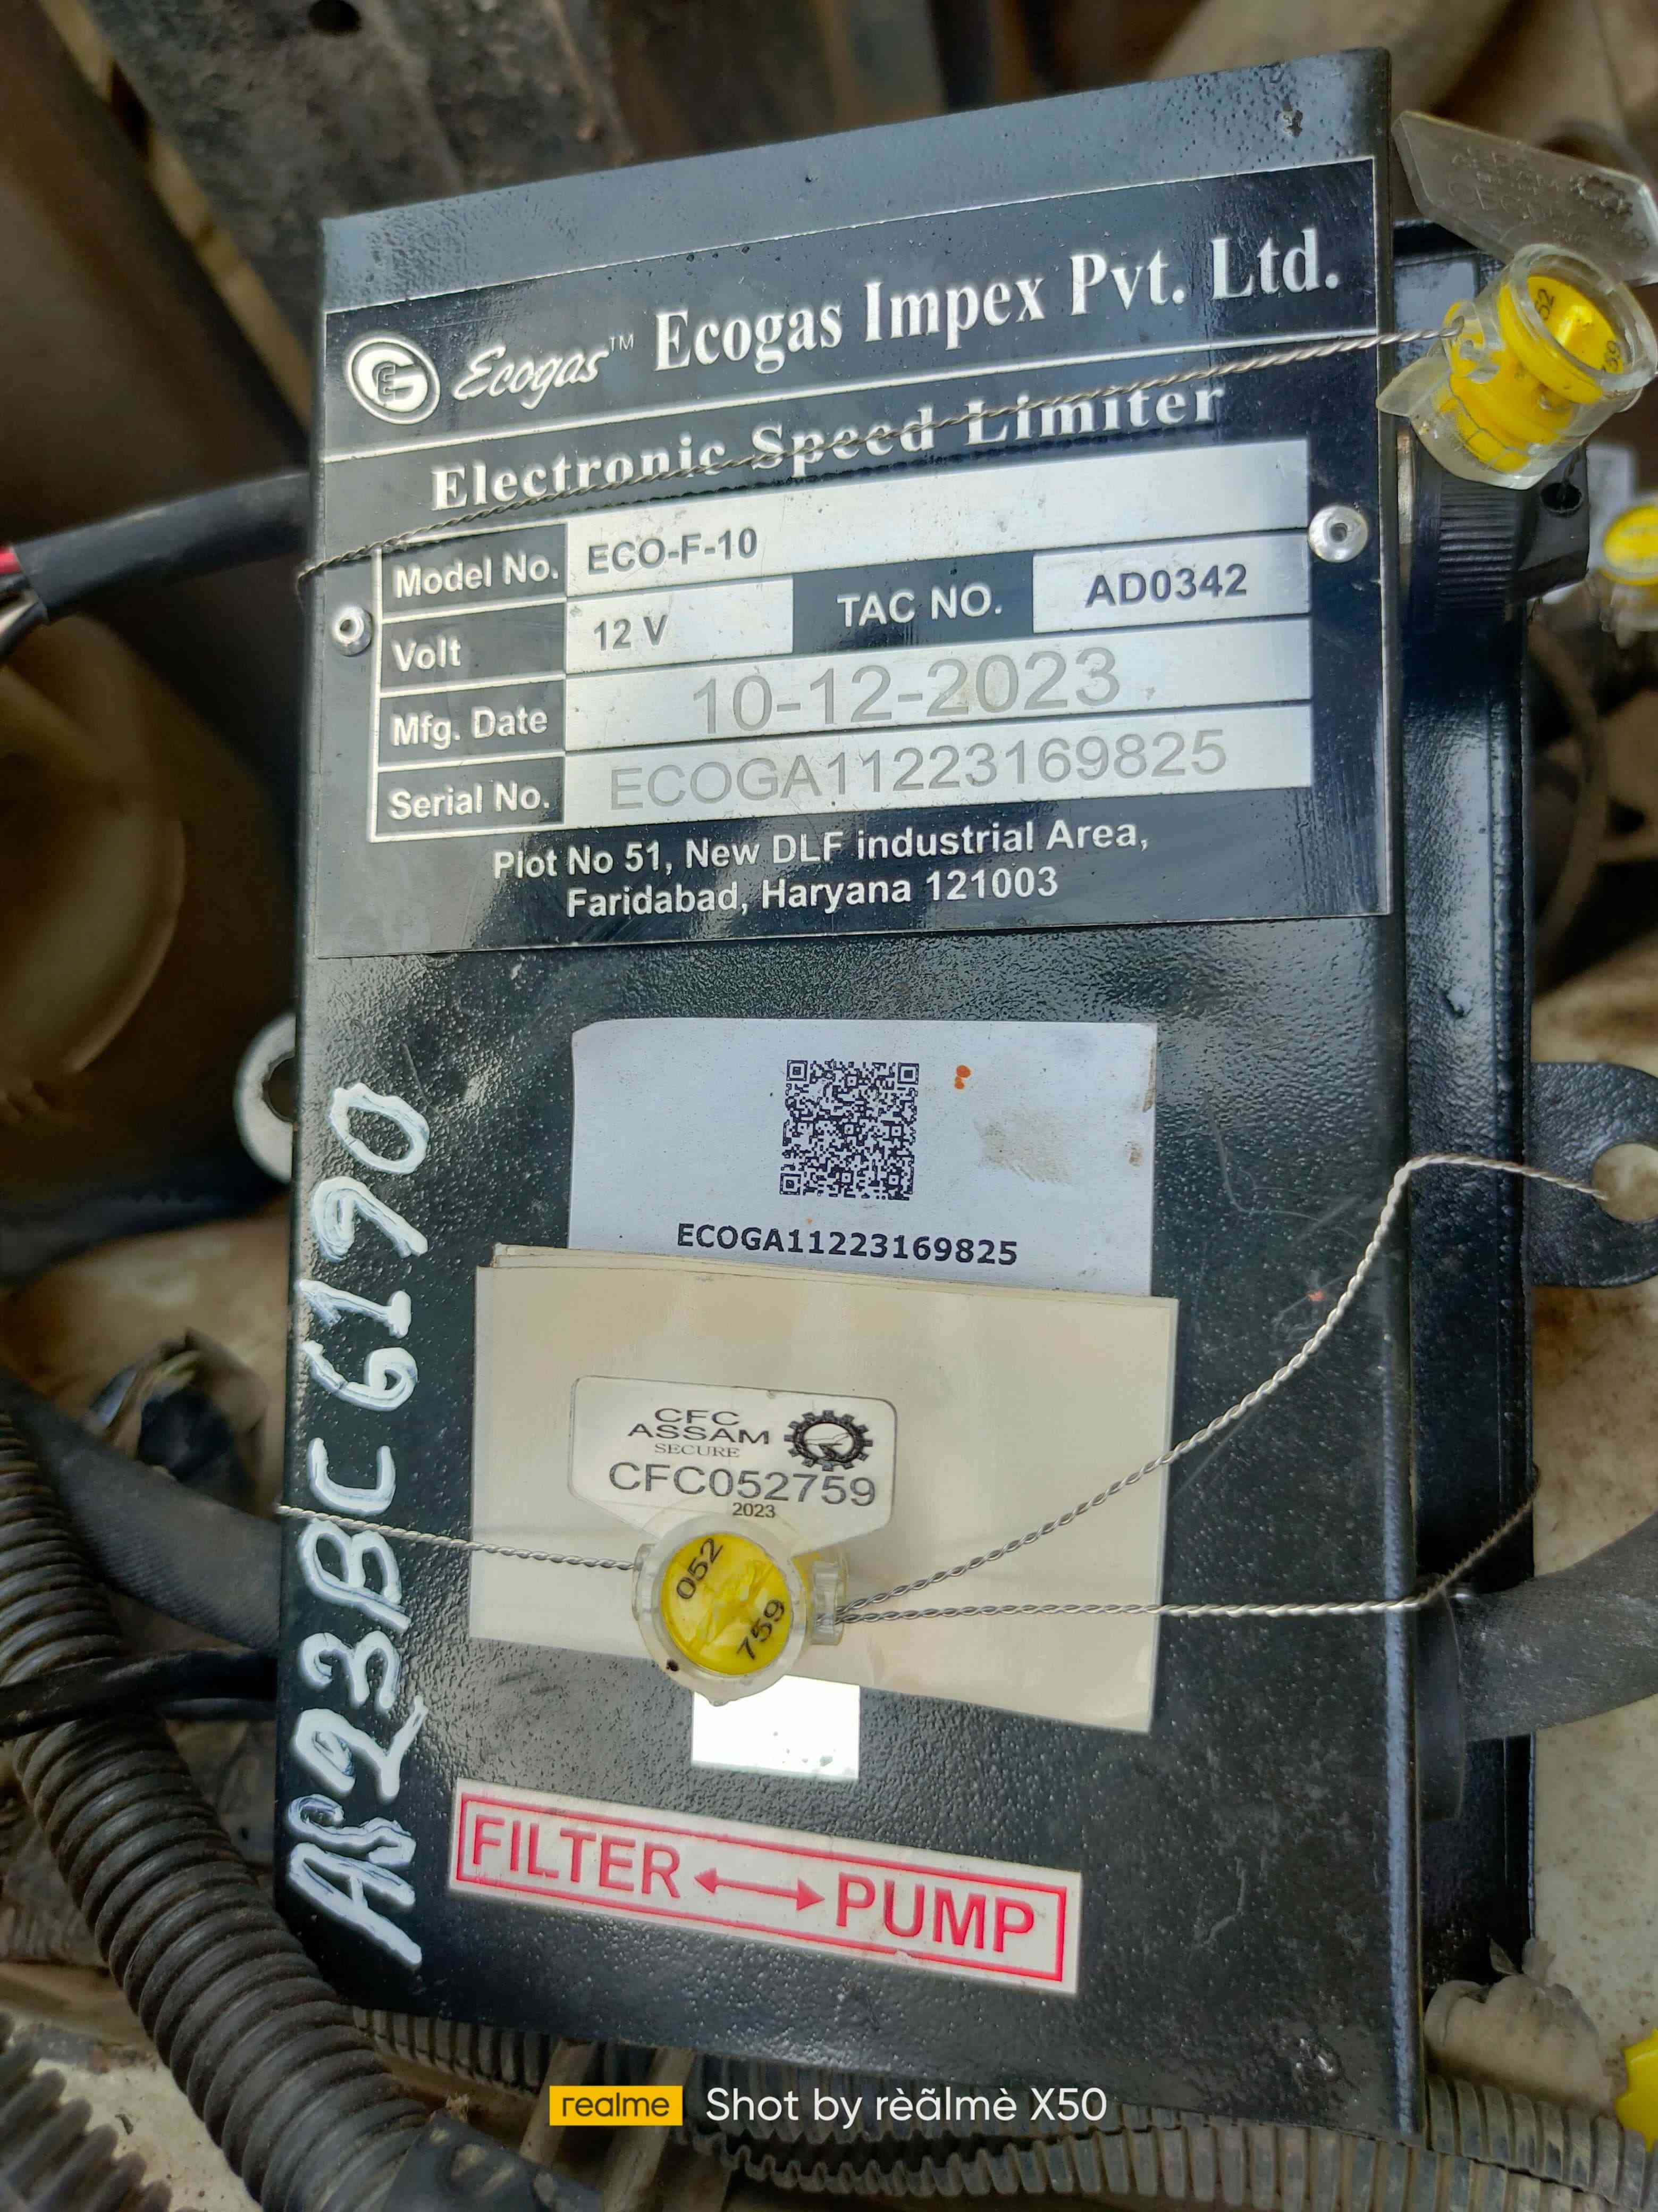 Ecogas™ Ecogas Impex Pvt. Ltd.
Electronic Speed Limiter
Model No. ECO-F-10
Volt 12 V TAC NO. AD0342
Mfg. Date 10-12-2023
Serial No. ECOGA11223169825
Plot No 51, New DLF industrial Area,
Faridabad, Haryana 121003
ECOGA11223169825
CFC
ASSAM
SECURE
CFC052759
2023
052
759
FILTER ↔ PUMP
realme Shot by rèãlmè X50